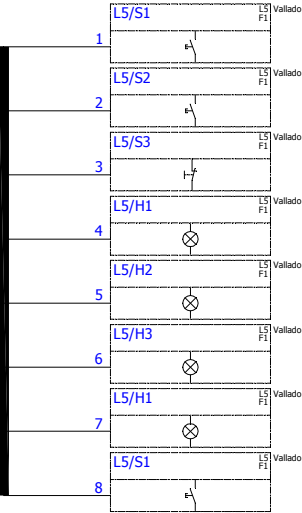 L5/S1 L5 Vallado
F1
1
L5/S2 L5 Vallado
F1
2
L5/S3 L5 Vallado
F1
3
L5/H1 L5 Vallado
F1
4
L5/H2 L5 Vallado
F1
5
L5/H3 L5 Vallado
F1
6
L5/H1 L5 Vallado
F1
7
L5/S1 L5 Vallado
F1
8